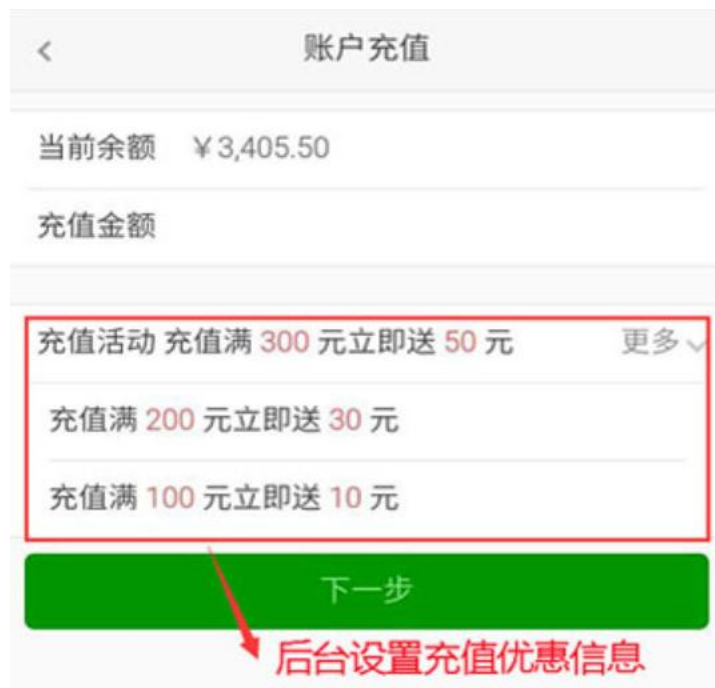 账户充值
当前余额 ￥3,405.50
充值金额
充值活动 充值满 300 元立即送 50 元 更多
充值满 200 元立即送 30 元
充值满 100 元立即送 10 元
下一步
后台设置充值优惠信息